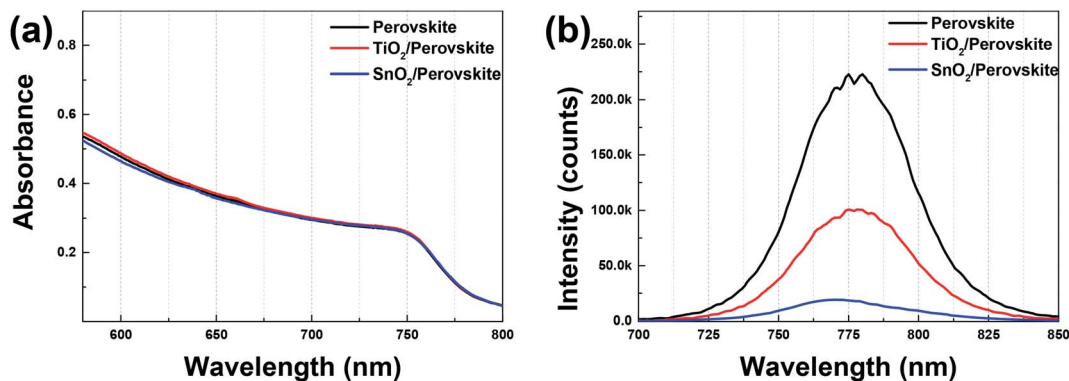 (a)
Absorbance
0.8
0.6
0.4
0.2
Perovskite
TiO₂/Perovskite
SnO₂/Perovskite
600 650 700 750 800
Wavelength (nm)
(b)
Intensity (counts)
250.0k
200.0k
150.0k
100.0k
50.0k
0.0
Perovskite
TiO₂/Perovskite
SnO₂/Perovskite
700 725 750 775 800 825 850
Wavelength (nm)